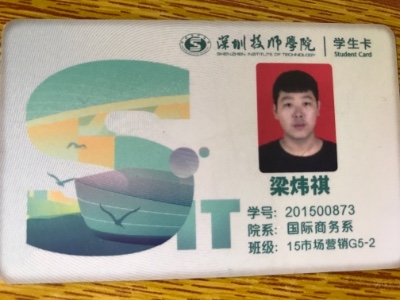 深圳技师学院 学生卡
SHENZHEN INSTITUTE OF TECHNOLOGY Student Card
SIT
梁炜祺
学号: 201500873
院系: 国际商务系
班级: 15市场营销G5-2